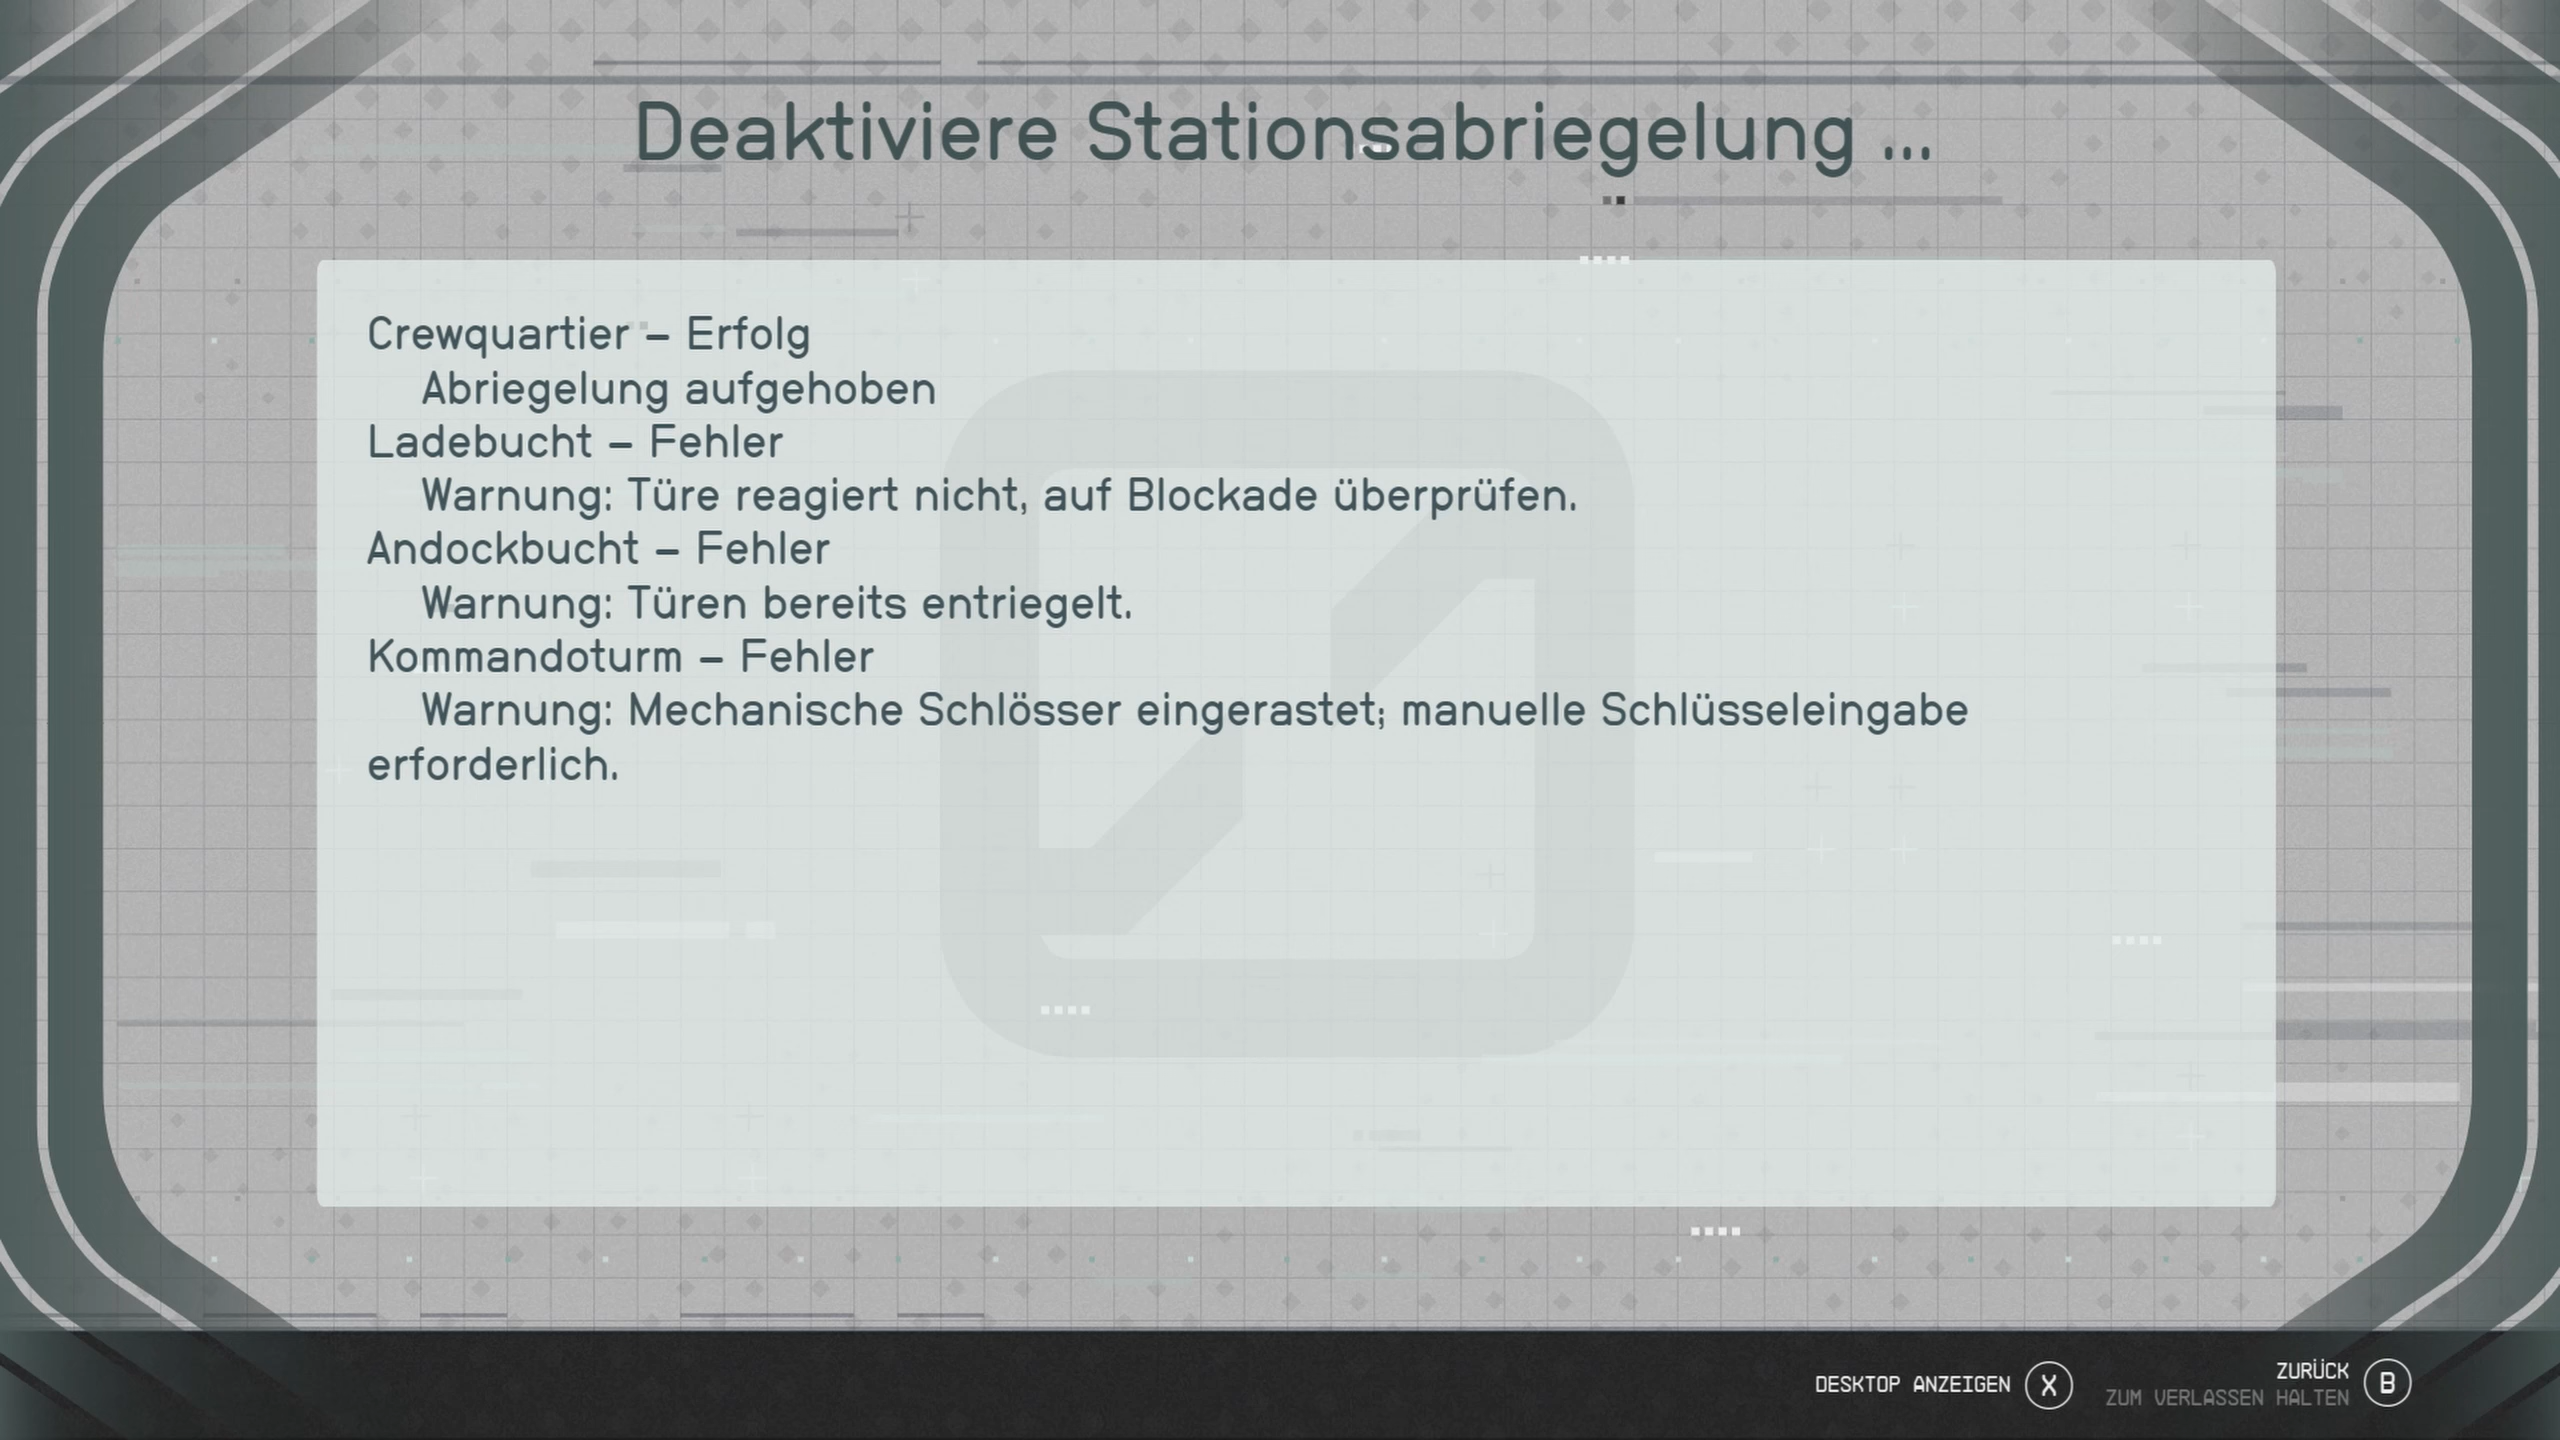 Deaktiviere Stationsabriegelung ...
Crewquartier – Erfolg
Abriegelung aufgehoben
Ladebucht – Fehler
Warnung: Türe reagiert nicht, auf Blockade überprüfen.
Andockbucht – Fehler
Warnung: Türen bereits entriegelt.
Kommandoturm – Fehler
Warnung: Mechanische Schlösser eingerastet; manuelle Schlüsseleingabe
erforderlich.
DESKTOP ANZEIGEN X
ZURÜCK B
ZUM VERLASSEN HALTEN